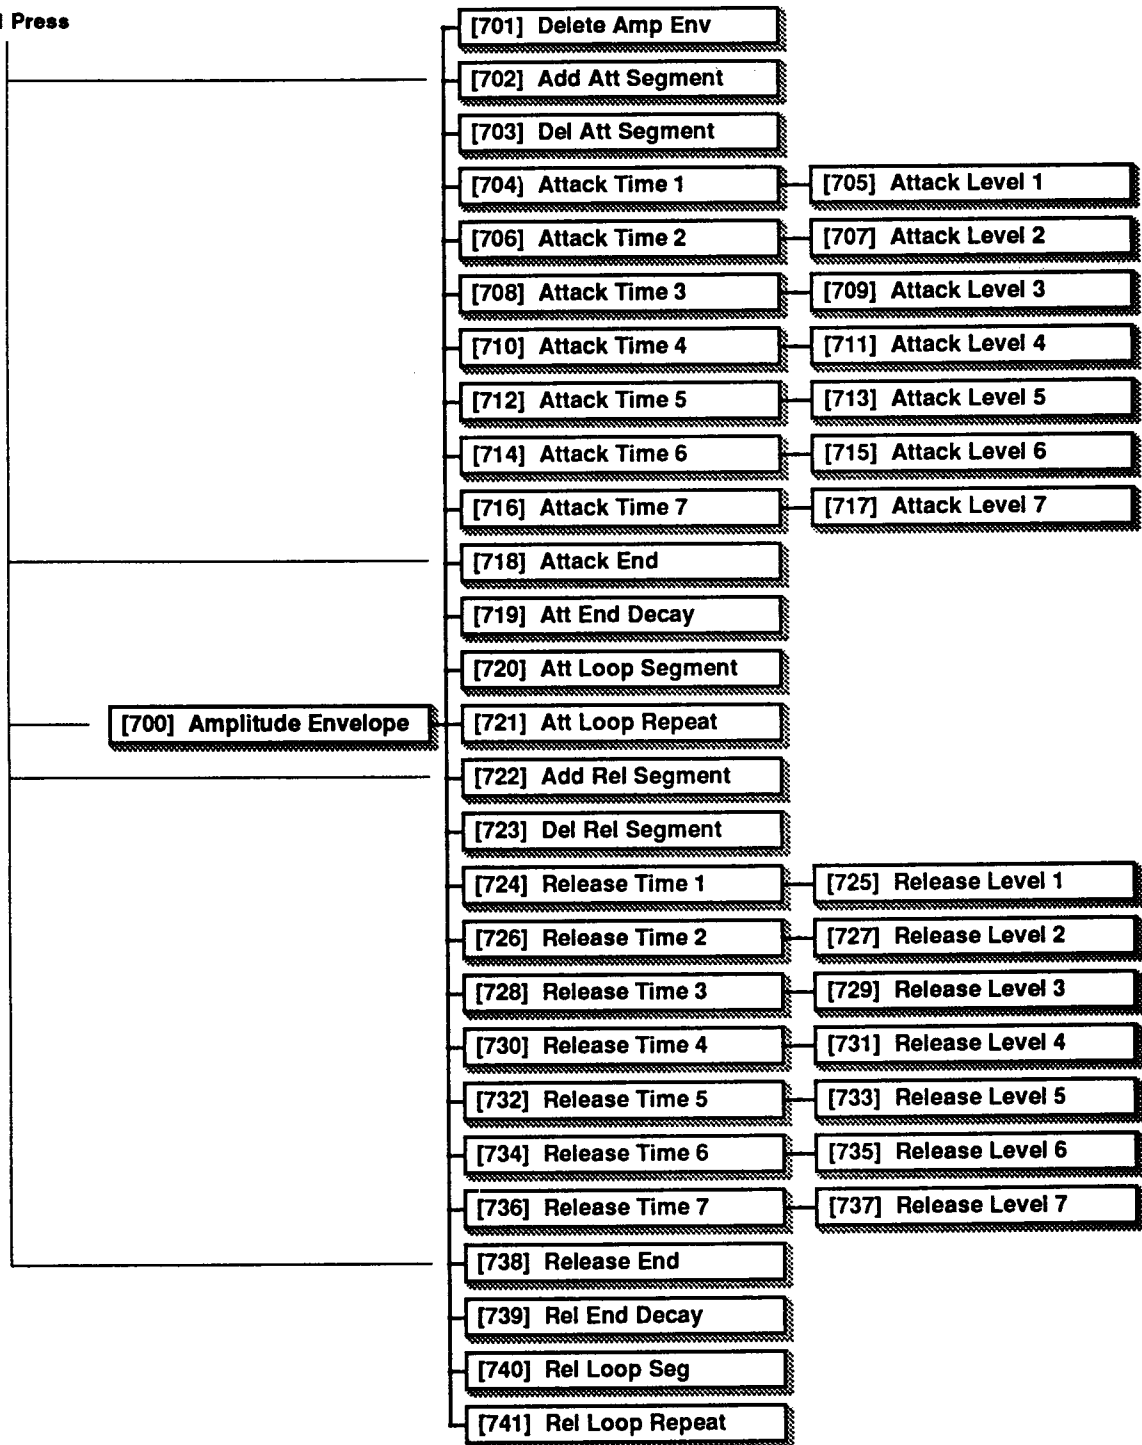 Press
[701] Delete Amp Env
[702] Add Att Segment
[703] Del Att Segment
[704] Attack Time 1 [705] Attack Level 1
[706] Attack Time 2 [707] Attack Level 2
[708] Attack Time 3 [709] Attack Level 3
[710] Attack Time 4 [711] Attack Level 4
[712] Attack Time 5 [713] Attack Level 5
[714] Attack Time 6 [715] Attack Level 6
[716] Attack Time 7 [717] Attack Level 7
[718] Attack End
[719] Att End Decay
[720] Att Loop Segment
[700] Amplitude Envelope [721] Att Loop Repeat
[722] Add Rel Segment
[723] Del Rel Segment
[724] Release Time 1 [725] Release Level 1
[726] Release Time 2 [727] Release Level 2
[728] Release Time 3 [729] Release Level 3
[730] Release Time 4 [731] Release Level 4
[732] Release Time 5 [733] Release Level 5
[734] Release Time 6 [735] Release Level 6
[736] Release Time 7 [737] Release Level 7
[738] Release End
[739] Rel End Decay
[740] Rel Loop Seg
[741] Rel Loop Repeat